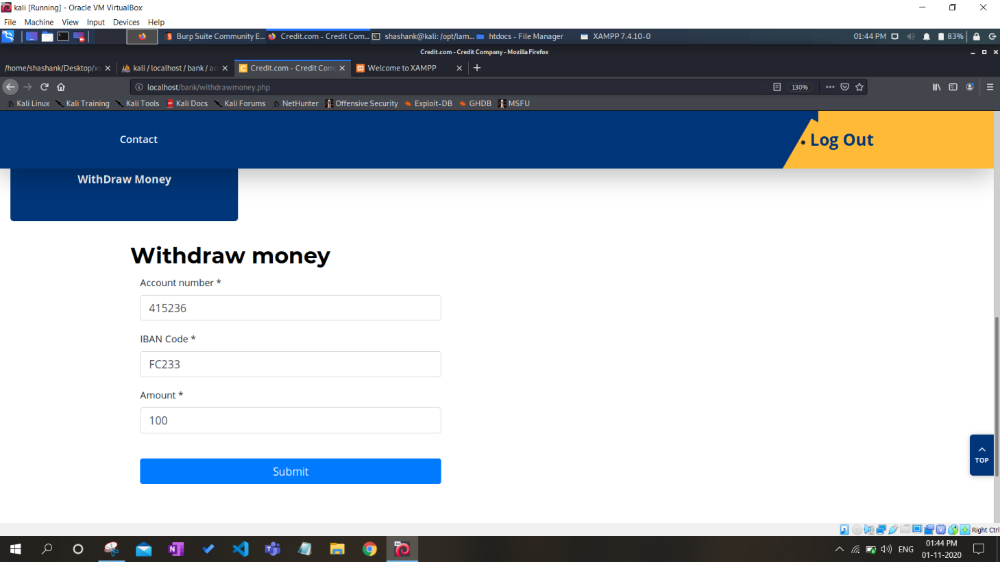 kali [Running] - Oracle VM VirtualBox
File Machine View Input Devices Help
Burp Suite Community E... Credit.com - Credit Com... shashank@kali: /opt/lam... htdocs - File Manager XAMPP 7.4.10-0 01:44 PM 83%
Credit.com - Credit Company - Mozilla Firefox
/home/shashank/Desktop/xs kali / localhost / bank / ac Credit.com - Credit Com Welcome to XAMPP
localhost/bank/withdrawmoney.php 130%
Kali Linux Kali Training Kali Tools Kali Docs Kali Forums NetHunter Offensive Security Exploit-DB GHDB MSFU
Contact
• Log Out
WithDraw Money
Withdraw money
Account number *
415236
IBAN Code *
FC233
Amount *
100
Submit
TOP
Right Ctrl
ENG
01:44 PM
01-11-2020